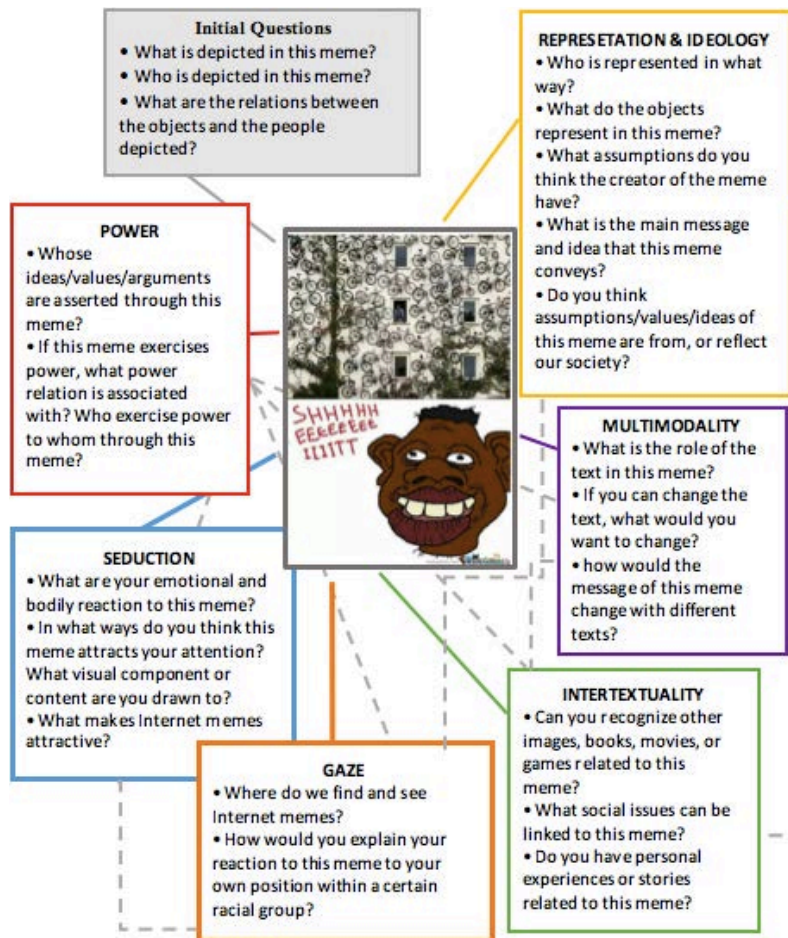 Initial Questions
• What is depicted in this meme?
• Who is depicted in this meme?
• What are the relations between
the objects and the people
depicted?
REPRESETATION & IDEOLOGY
• Who is represented in what
way?
• What do the objects
represent in this meme?
• What assumptions do you
think the creator of the meme
have?
• What is the main message
and idea that this meme
conveys?
• Do you think
assumptions/values/ideas of
this meme are from, or reflect
our society?
POWER
• Whose
ideas/values/arguments
are asserted through this
meme?
• If this meme exercises
power, what power
relation is associated
with? Who exercise power
to whom through this
meme?
SHHHHH
EEEEEEEE
IIIITT
MULTIMODALITY
• What is the role of the
text in this meme?
• If you can change the
text, what would you
want to change?
• how would the
message of this meme
change with different
texts?
SEDUCTION
• What are your emotional and
bodily reaction to this meme?
• In what ways do you think this
meme attracts your attention?
What visual component or
content are you drawn to?
• What makes Internet memes
attractive?
GAZE
• Where do we find and see
Internet memes?
• How would you explain your
reaction to this meme to your
own position within a certain
racial group?
INTERTEXTUALITY
• Can you recognize other
images, books, movies, or
games related to this
meme?
• What social issues can be
linked to this meme?
• Do you have personal
experiences or stories
related to this meme?